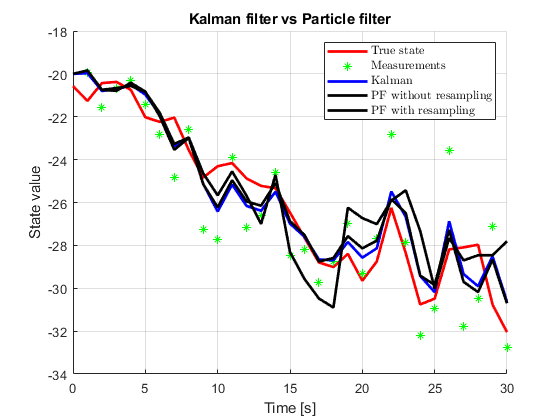 Kalman filter vs Particle filter
True state
Measurements
Kalman
PF without resampling
PF with resampling
State value
-18
-20
-22
-24
-26
-28
-30
-32
-34
0 5 10 15 20 25 30
Time [s]